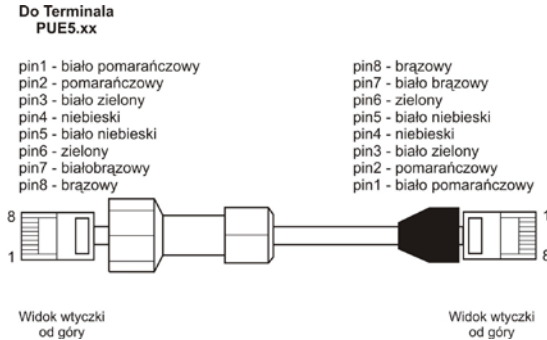 Do Terminala
PUE5.xx
pin1 - biało pomarańczowy
pin2 - pomarańczowy
pin3 - biało zielony
pin4 - niebieski
pin5 - biało niebieski
pin6 - zielony
pin7 - białobrązowy
pin8 - brązowy
pin8 - brązowy
pin7 - biało brązowy
pin6 - zielony
pin5 - biało niebieski
pin4 - niebieski
pin3 - biało zielony
pin2 - pomarańczowy
pin1 - biało pomarańczowy
8
1
1
8
Widok wtyczki
od góry
Widok wtyczki
od góry